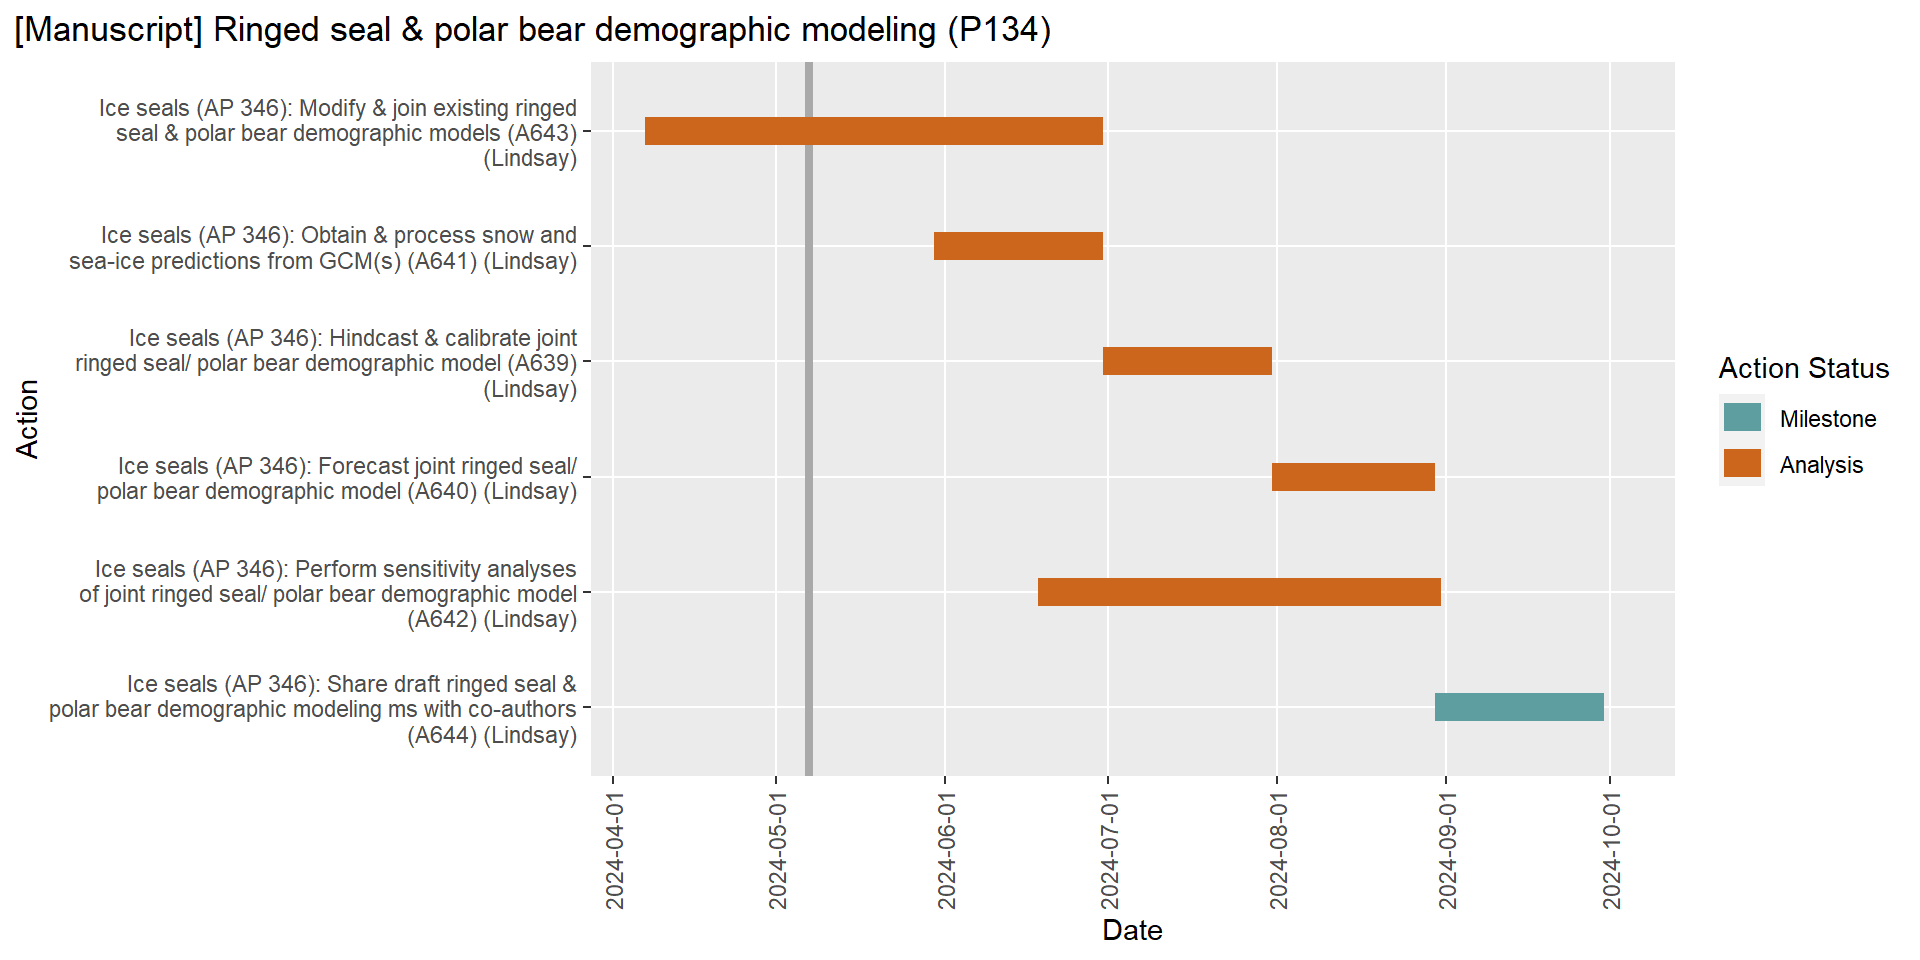 [Manuscript] Ringed seal & polar bear demographic modeling (P134)
Ice seals (AP 346): Modify & join existing ringed
seal & polar bear demographic models (A643)
(Lindsay)
Ice seals (AP 346): Obtain & process snow and
sea-ice predictions from GCM(s) (A641) (Lindsay)
Ice seals (AP 346): Hindcast & calibrate joint
ringed seal/ polar bear demographic model (A639)
(Lindsay)
Ice seals (AP 346): Forecast joint ringed seal/
polar bear demographic model (A640) (Lindsay)
Ice seals (AP 346): Perform sensitivity analyses
of joint ringed seal/ polar bear demographic model
(A642) (Lindsay)
Ice seals (AP 346): Share draft ringed seal &
polar bear demographic modeling ms with co-authors
(A644) (Lindsay)
Action
2024-04-01
2024-05-01
2024-06-01
2024-07-01
2024-08-01
2024-09-01
2024-10-01
Date
Action Status
Milestone
Analysis